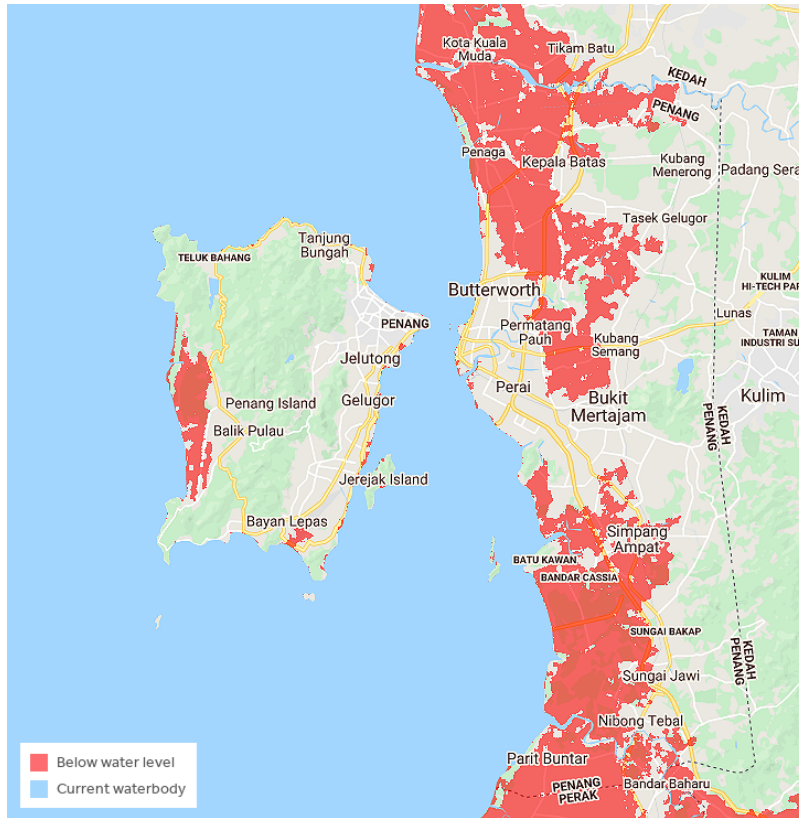 Kota Kuala
Muda
Tikam Batu
KEDAH
PENANG
Penaga
Kepala Batas
Kubang
Menerong
Padang Sera
Tasek Gelugor
Tanjung
Bungah
TELUK BAHANG
Butterworth
KULIM
HI-TECH PAR
Lunas
PENANG
Permatang
Pauh
Kubang
Semang
TAMAN
INDUSTRI SU
Jelutong
Perai
Penang Island
Gelugor
Bukit
Mertajam
Kulim
Balik Pulau
KEDAH
PENANG
Jerejak Island
Bayan Lepas
Simpang
Ampat
BATU KAWAN
BANDAR CASSIA
SUNGAI BAKAP
KEDAH
PENANG
Sungai Jawi
Nibong Tebal
Parit Buntar
Bandar Baharu
PENANG
PERAK
Below water level
Current waterbody